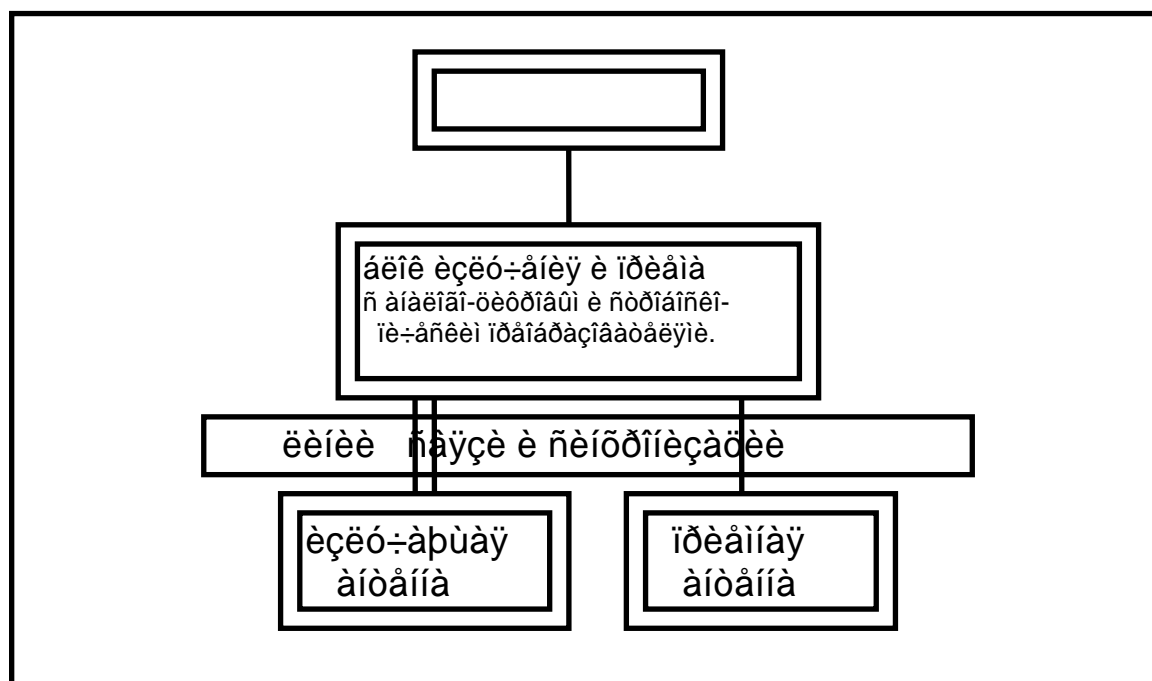 áëîê èçëó÷åíèÿ è ïðèåìà
ñ àíàëîãî-öèôðîâûì è ñòðîáîñêî-
ïè÷åñêèì ïðåîáðàçîâàòåëÿìè.
ëèíèè ñâÿçè è ñèíõðîíèçàöèè
èçëó÷àþùàÿ
àíòåííà
ïðèåìíàÿ
àíòåííà